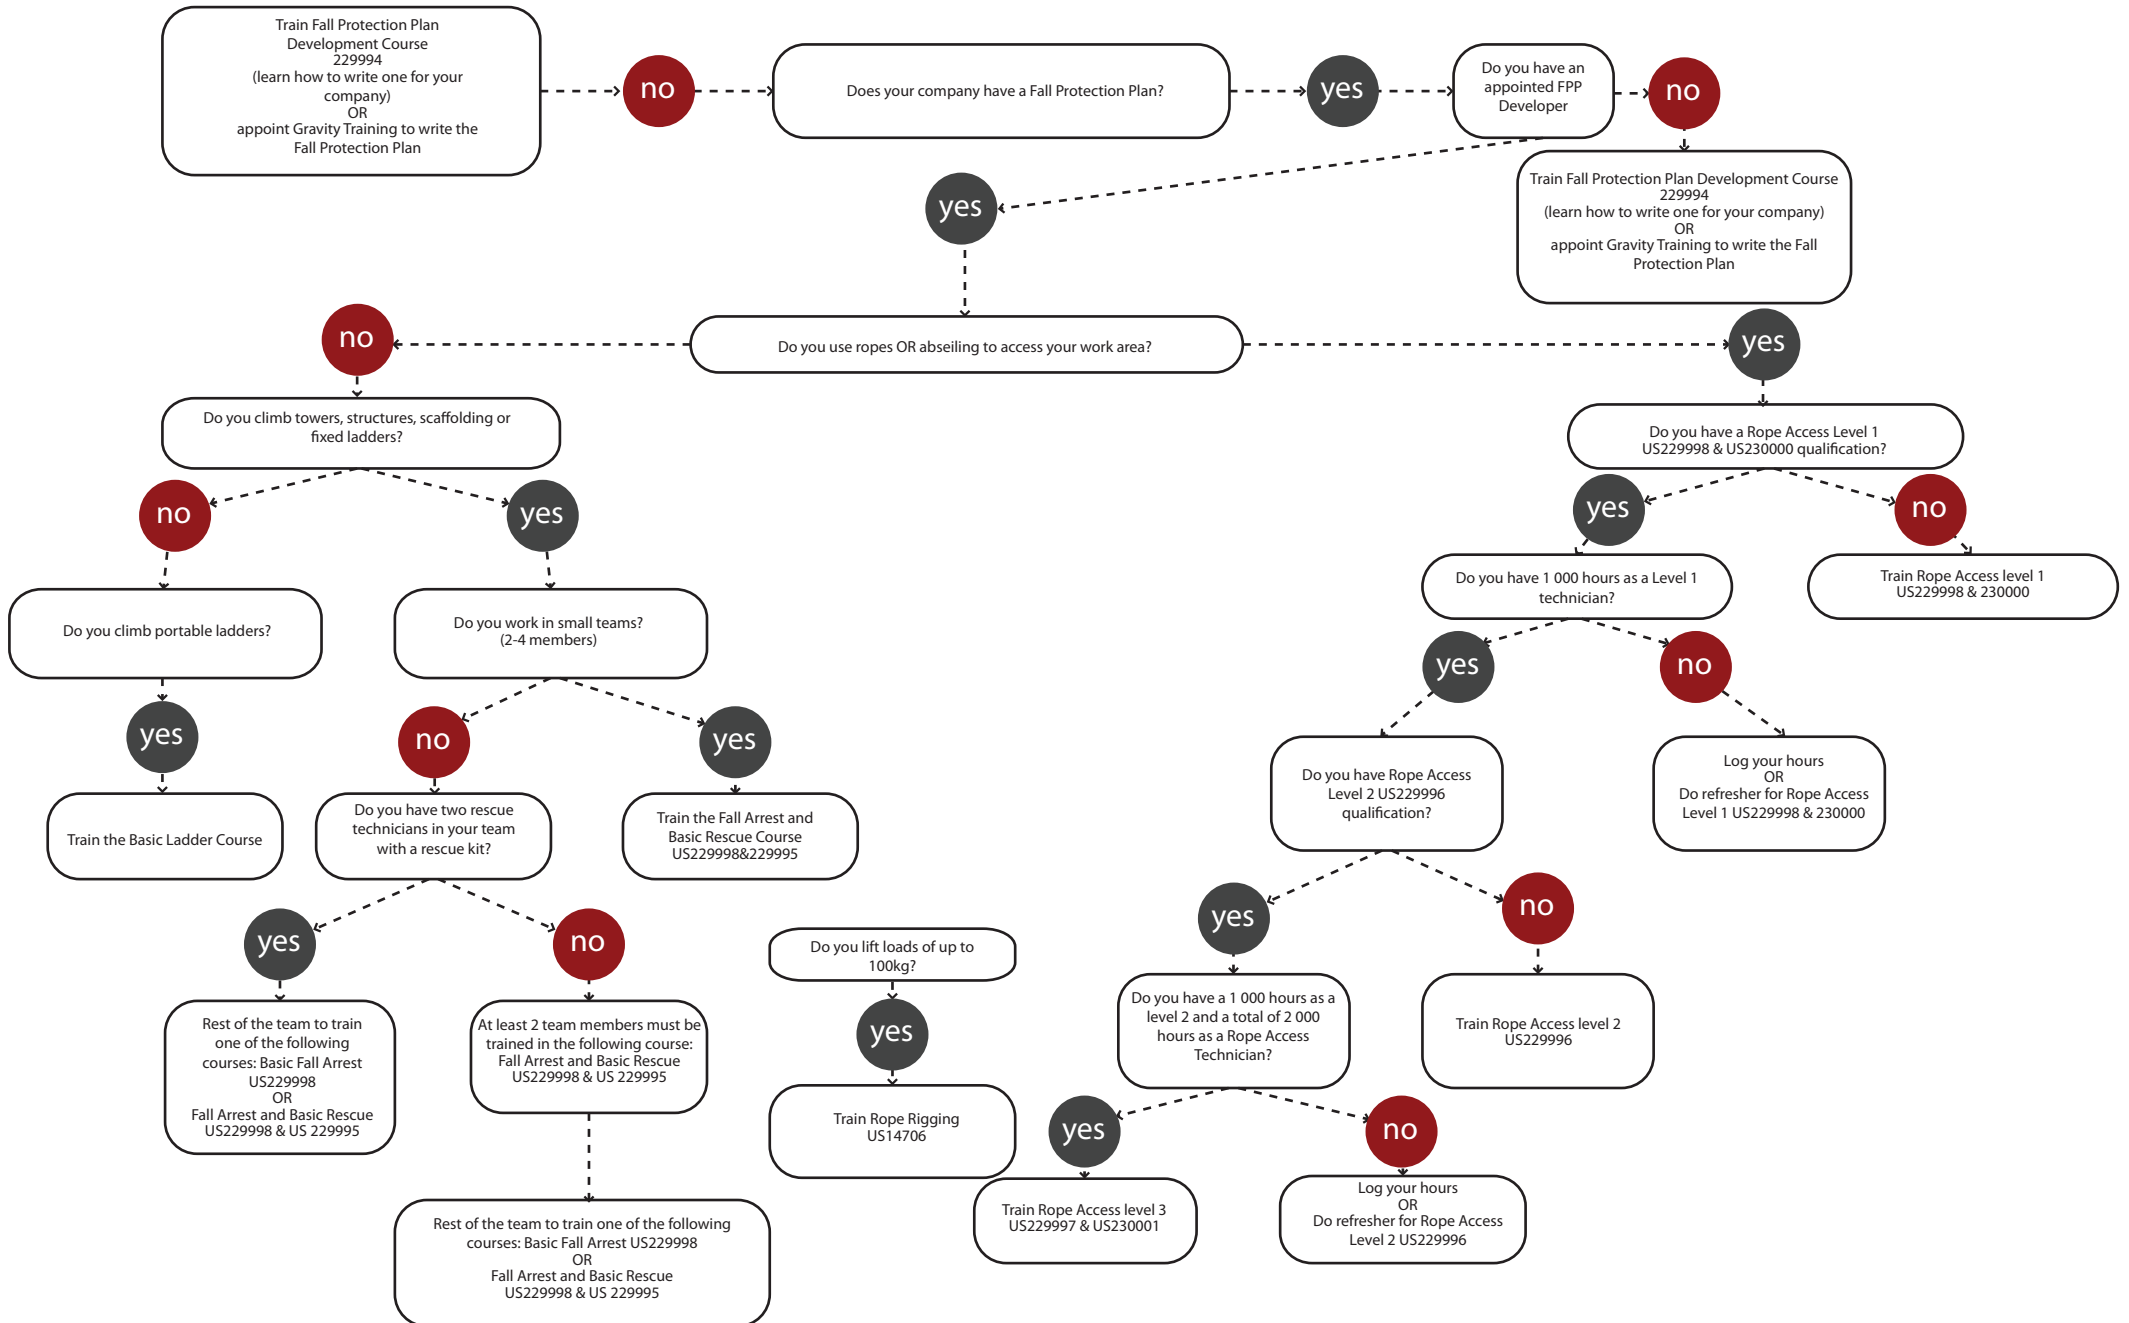 Train Fall Protection Plan
Development Course
229994
(learn how to write one for your
company)
OR
appoint Gravity Training to write the
Fall Protection Plan
no
Does your company have a Fall Protection Plan?
yes
Do you have an
appointed FPP
Developer
no
Train Fall Protection Plan Development Course
229994
(learn how to write one for your company)
OR
appoint Gravity Training to write the Fall
Protection Plan
yes
Do you use ropes OR abseiling to access your work area?
no
yes
Do you climb towers, structures, scaffolding or
fixed ladders?
no
yes
Do you climb portable ladders?
yes
Train the Basic Ladder Course
Do you work in small teams?
(2-4 members)
no
yes
Do you have two rescue
technicians in your team
with a rescue kit?
Train the Fall Arrest and
Basic Rescue Course
US229998&229995
yes
no
Rest of the team to train
one of the following
courses: Basic Fall Arrest
US229998
OR
Fall Arrest and Basic Rescue
US229998 & US 229995
At least 2 team members must be
trained in the following course:
Fall Arrest and Basic Rescue
US229998 & US 229995
Rest of the team to train one of the following
courses: Basic Fall Arrest US229998
OR
Fall Arrest and Basic Rescue
US229998 & US 229995
Do you lift loads of up to
100kg?
yes
Train Rope Rigging
US14706
Do you have a Rope Access Level 1
US229998 & US230000 qualification?
yes
no
Do you have 1 000 hours as a Level 1
technician?
Train Rope Access level 1
US229998 & 230000
yes
no
Do you have Rope Access
Level 2 US229996
qualification?
Log your hours
OR
Do refresher for Rope Access
Level 1 US229998 & 230000
yes
no
Do you have a 1 000 hours as a
level 2 and a total of 2 000
hours as a Rope Access
Technician?
Train Rope Access level 2
US229996
yes
no
Train Rope Access level 3
US229997 & US230001
Log your hours
OR
Do refresher for Rope Access
Level 2 US229996